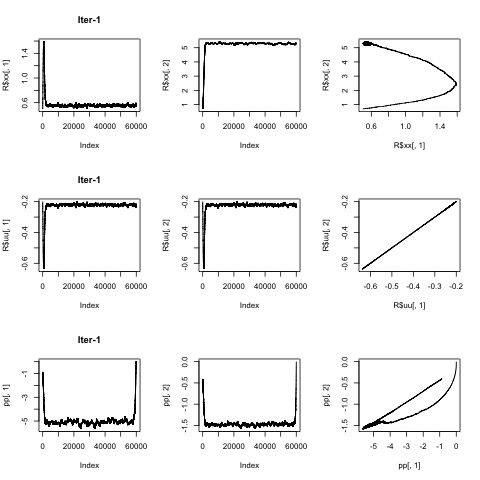 Iter-1
R$xx[, 1]
0.6 1.0 1.4
0 20000 40000 60000
Index
R$xx[, 2]
1 2 3 4 5
0 20000 40000 60000
Index
R$xx[, 2]
1 2 3 4 5
0.6 1.0 1.4
R$xx[, 1]
Iter-1
R$uu[, 1]
-0.6 -0.4 -0.2
0 20000 40000 60000
Index
R$uu[, 2]
-0.6 -0.4 -0.2
0 20000 40000 60000
Index
R$uu[, 2]
-0.6 -0.4 -0.2
-0.6 -0.5 -0.4 -0.3 -0.2
R$uu[, 1]
Iter-1
pp[, 1]
-5 -3 -1
0 20000 40000 60000
Index
pp[, 2]
-1.5 -1.0 -0.5 0.0
0 20000 40000 60000
Index
pp[, 2]
-1.5 -1.0 -0.5 0.0
-5 -4 -3 -2 -1 0
pp[, 1]